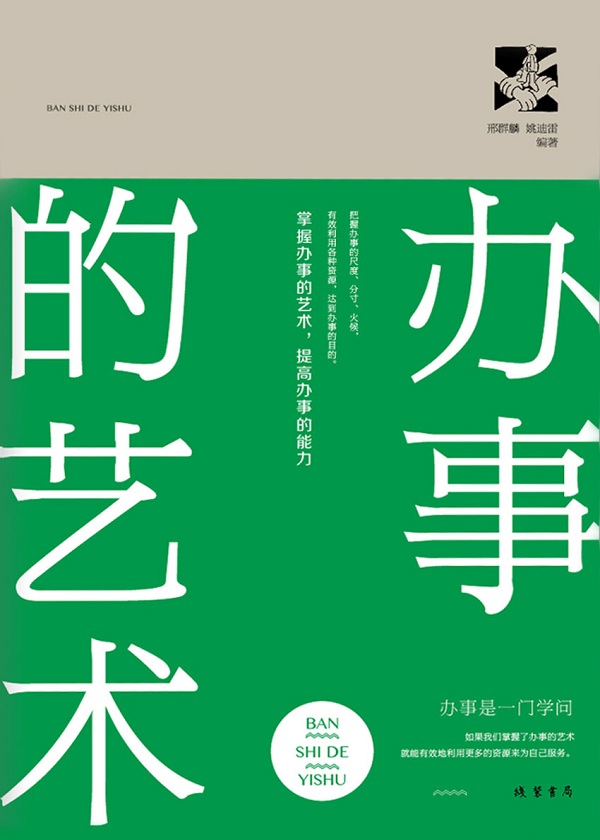 BAN SHI DE YISHU
邢群麟 姚迪雷
编著
办事
的艺术
把握办事的尺度、分寸、火候，
有效利用各种资源，达到办事的目的。
掌握办事的艺术，提高办事的能力
办事是一门学问
如果我们掌握了办事的艺术
就能有效地利用更多的资源来为自己服务。
BAN
SHI DE
YISHU
线装书局